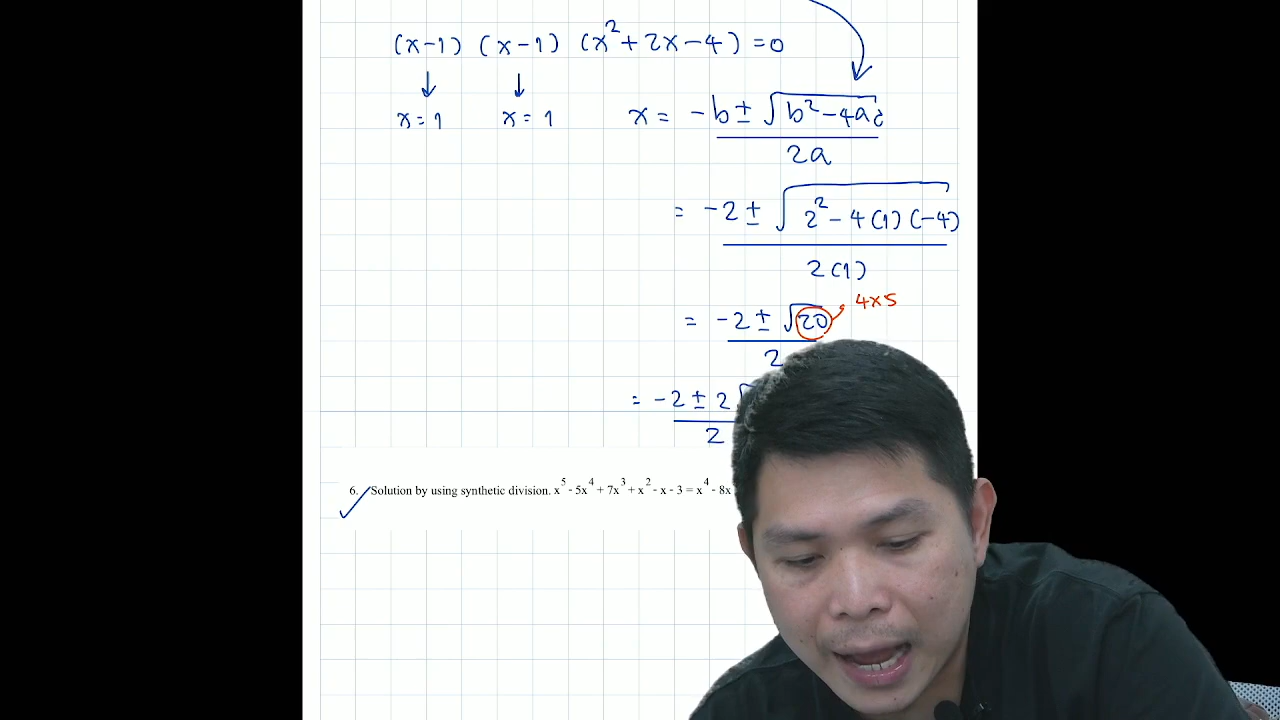 (x-1) (x-1) (x²+2x-4) =0
↓ ↓
x=1 x=1 x = -b ± √(b²-4ac)
2a
= -2 ± √(2²-4(1)(-4))
2(1)
4x5
= -2 ± √20
2
= -2 ± 2√
2
6. Solution by using synthetic division. x⁵ - 5x⁴ + 7x³ + x² - x - 3 = x⁴ - 8x